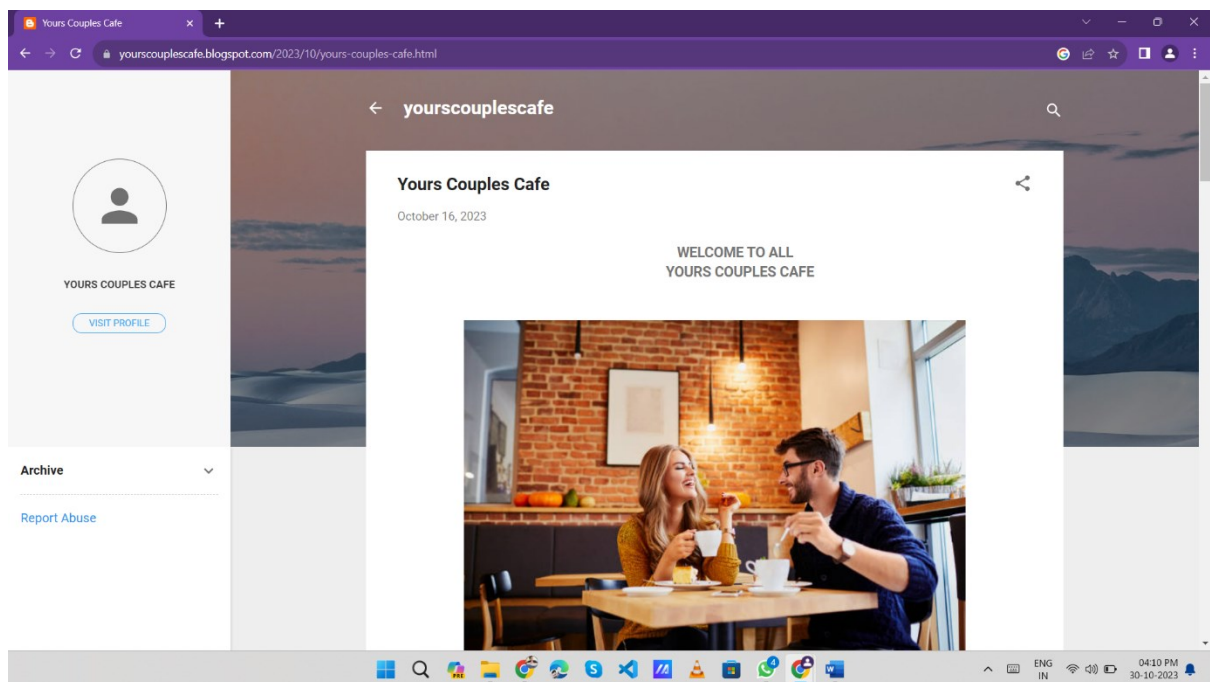 Yours Couples Cafe
yourscouplescafe.blogspot.com/2023/10/yours-couples-cafe.html
yourscouplescafe
Yours Couples Cafe
October 16, 2023
WELCOME TO ALL
YOURS COUPLES CAFE
YOURS COUPLES CAFE
VISIT PROFILE
Archive
Report Abuse
ENG
IN
04:10 PM
30-10-2023